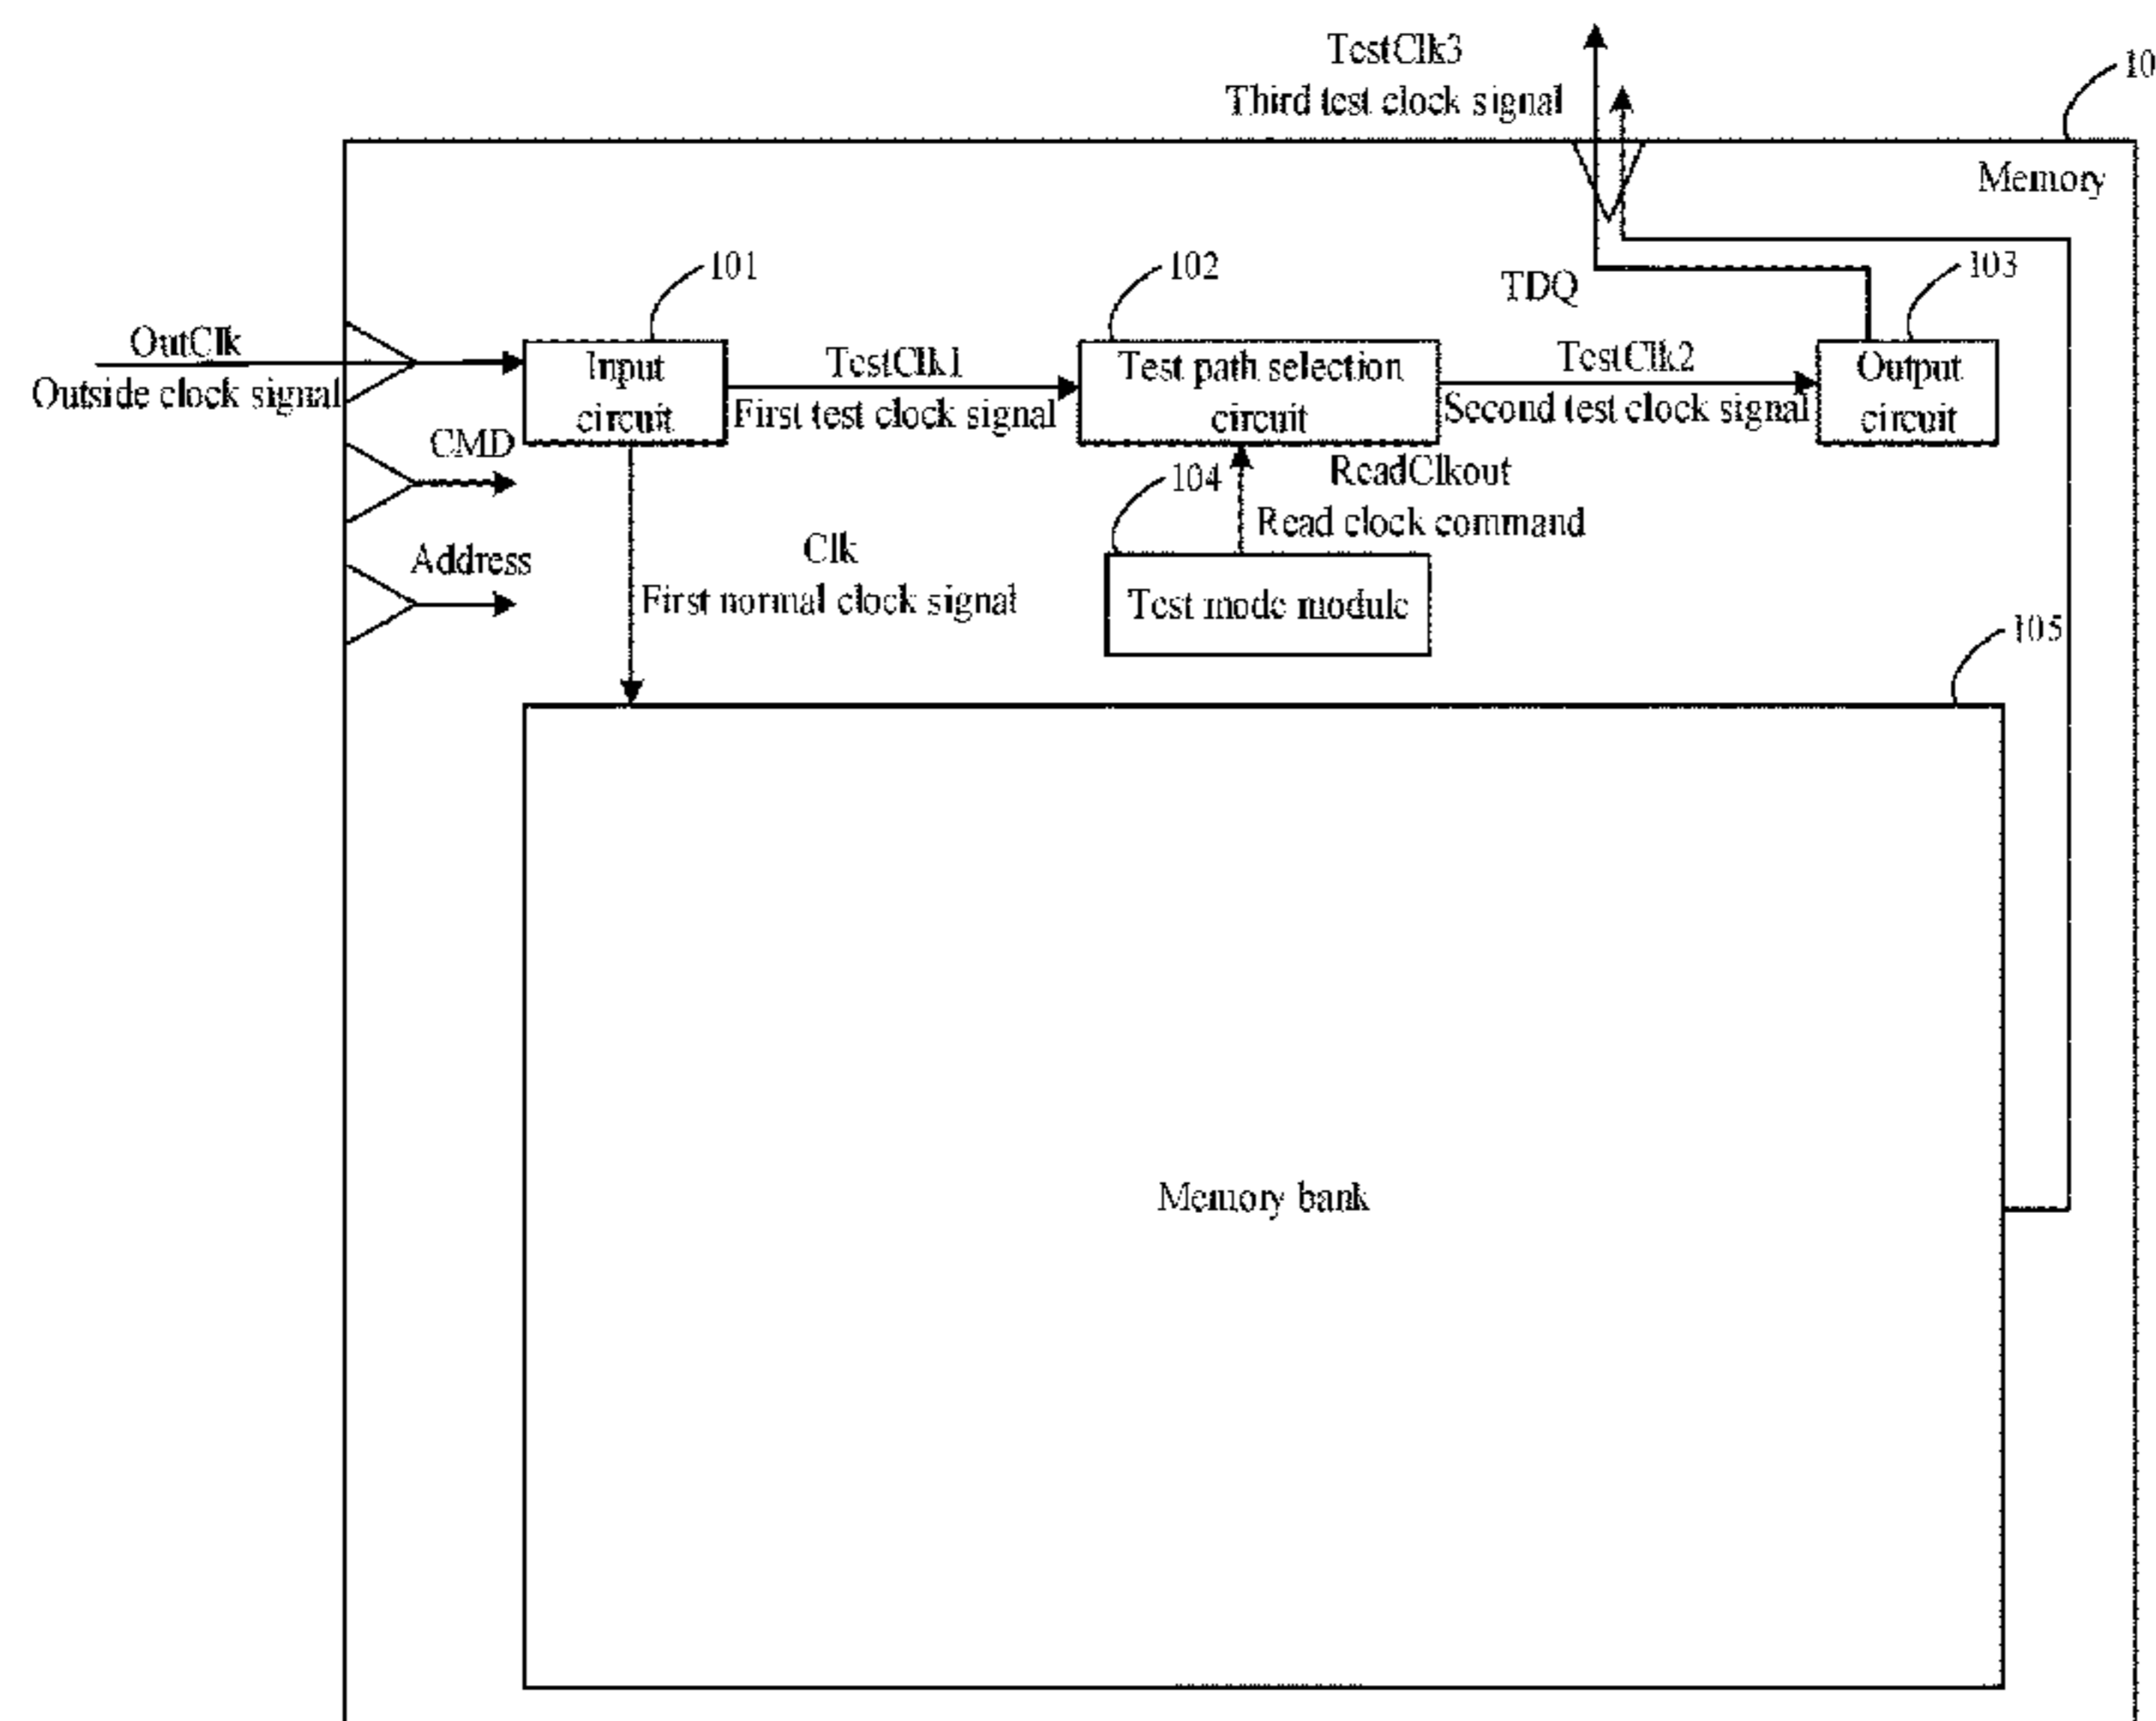 TestClk3
Third test clock signal
10
Memory
101
102
TDQ
103
OutClk
Outside clock signal
Input
circuit
TestClk1
First test clock signal
Test path selection
circuit
TestClk2
Second test clock signal
Output
circuit
CMD
104
ReadClkout
Read clock command
Address
Clk
First normal clock signal
Test mode module
105
Memory bank